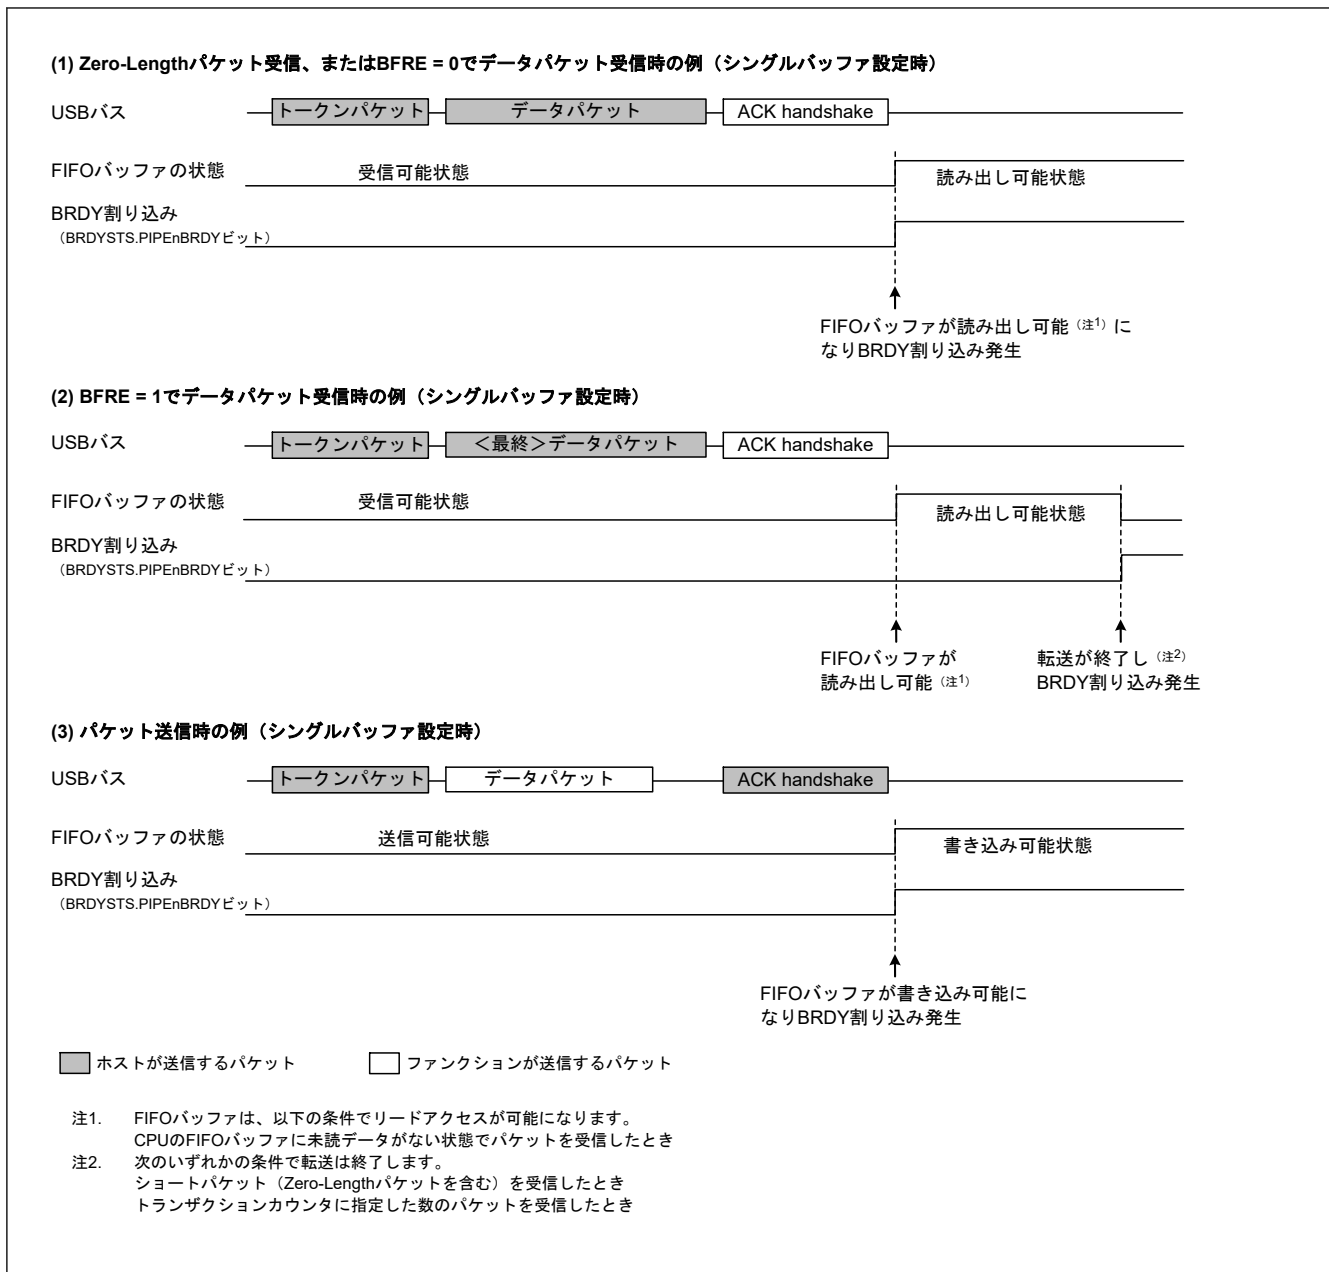 (1) Zero-Lengthパケット受信、またはBFRE = 0でデータパケット受信時の例（シングルバッファ設定時）
USBバス トークンパケット データパケット ACK handshake
FIFOバッファの状態 受信可能状態 読み出し可能状態
BRDY割り込み
（BRDYSTS.PIPEnBRDYビット）
FIFOバッファが読み出し可能（注1）に
なりBRDY割り込み発生
(2) BFRE = 1でデータパケット受信時の例（シングルバッファ設定時）
USBバス トークンパケット ＜最終＞データパケット ACK handshake
FIFOバッファの状態 受信可能状態 読み出し可能状態
BRDY割り込み
（BRDYSTS.PIPEnBRDYビット）
FIFOバッファが
読み出し可能（注1）
転送が終了し（注2）
BRDY割り込み発生
(3) パケット送信時の例（シングルバッファ設定時）
USBバス トークンパケット データパケット ACK handshake
FIFOバッファの状態 送信可能状態 書き込み可能状態
BRDY割り込み
（BRDYSTS.PIPEnBRDYビット）
FIFOバッファが書き込み可能に
なりBRDY割り込み発生
ホストが送信するパケット ファンクションが送信するパケット
注1. FIFOバッファは、以下の条件でリードアクセスが可能になります。
CPUのFIFOバッファに未読データがない状態でパケットを受信したとき
注2. 次のいずれかの条件で転送は終了します。
ショートパケット（Zero-Lengthパケットを含む）を受信したとき
トランザクションカウンタに指定した数のパケットを受信したとき